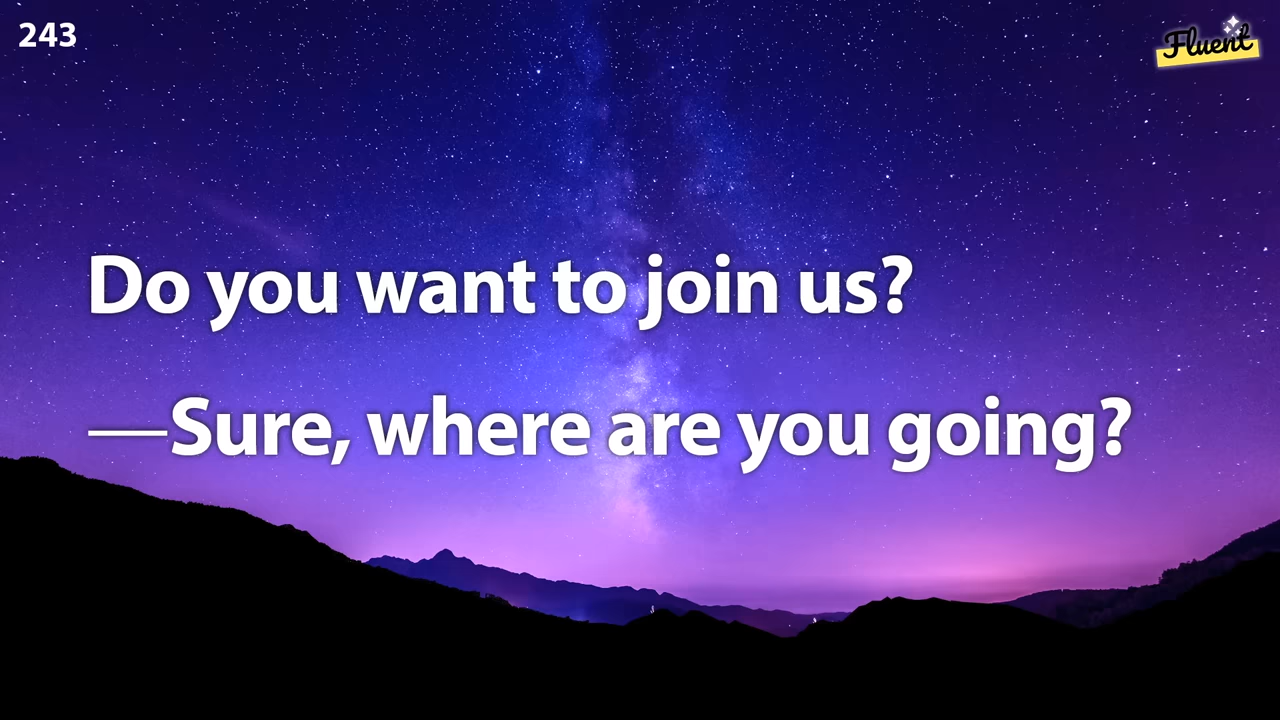 243
Fluent
Do you want to join us?
—Sure, where are you going?